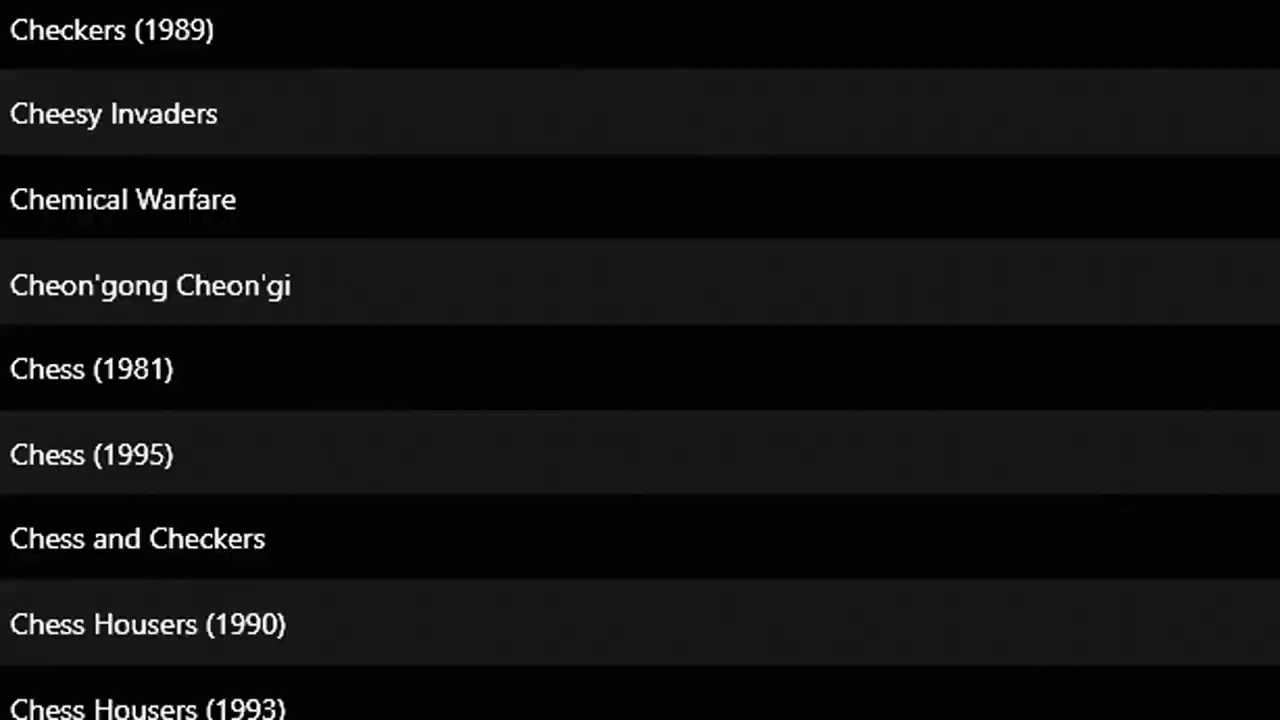 Checkers (1989)
Cheesy Invaders
Chemical Warfare
Cheon'gong Cheon'gi
Chess (1981)
Chess (1995)
Chess and Checkers
Chess Housers (1990)
Chess Housers (1993)